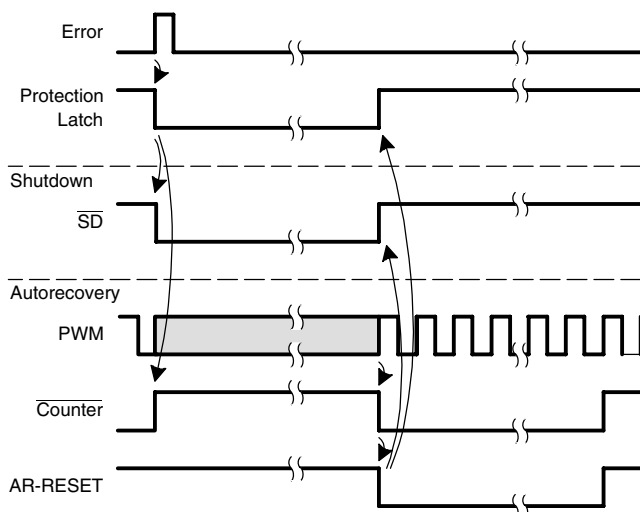 Error
Protection
Latch
Shutdown
SD
Autorecovery
PWM
Counter
AR-RESET